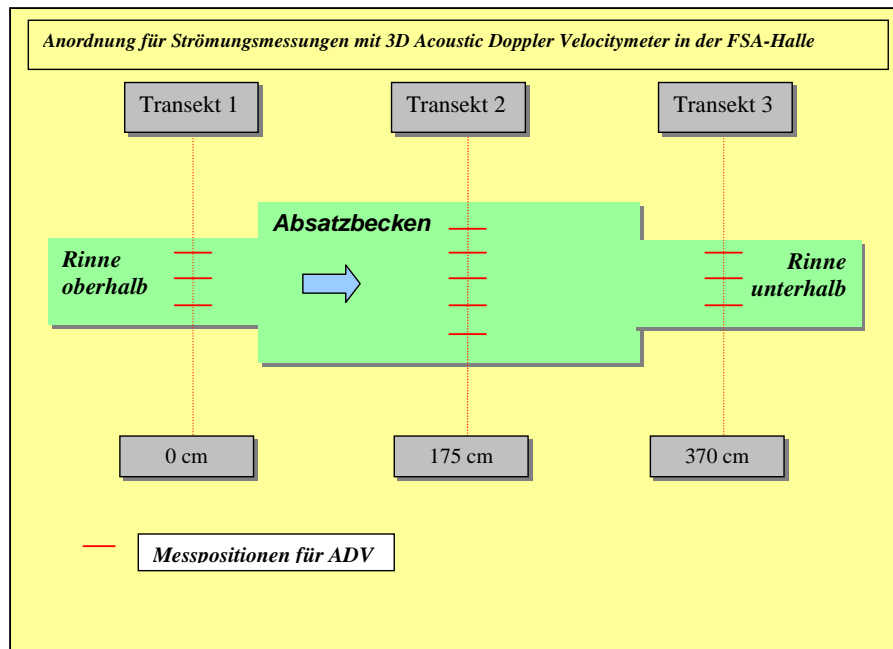 Anordnung für Strömungsmessungen mit 3D Acoustic Doppler Velocitymeter in der FSA-Halle
Transekt 1
Transekt 2
Transekt 3
Absatzbecken
Rinne
oberhalb
Rinne
unterhalb
0 cm
175 cm
370 cm
Messpositionen für ADV